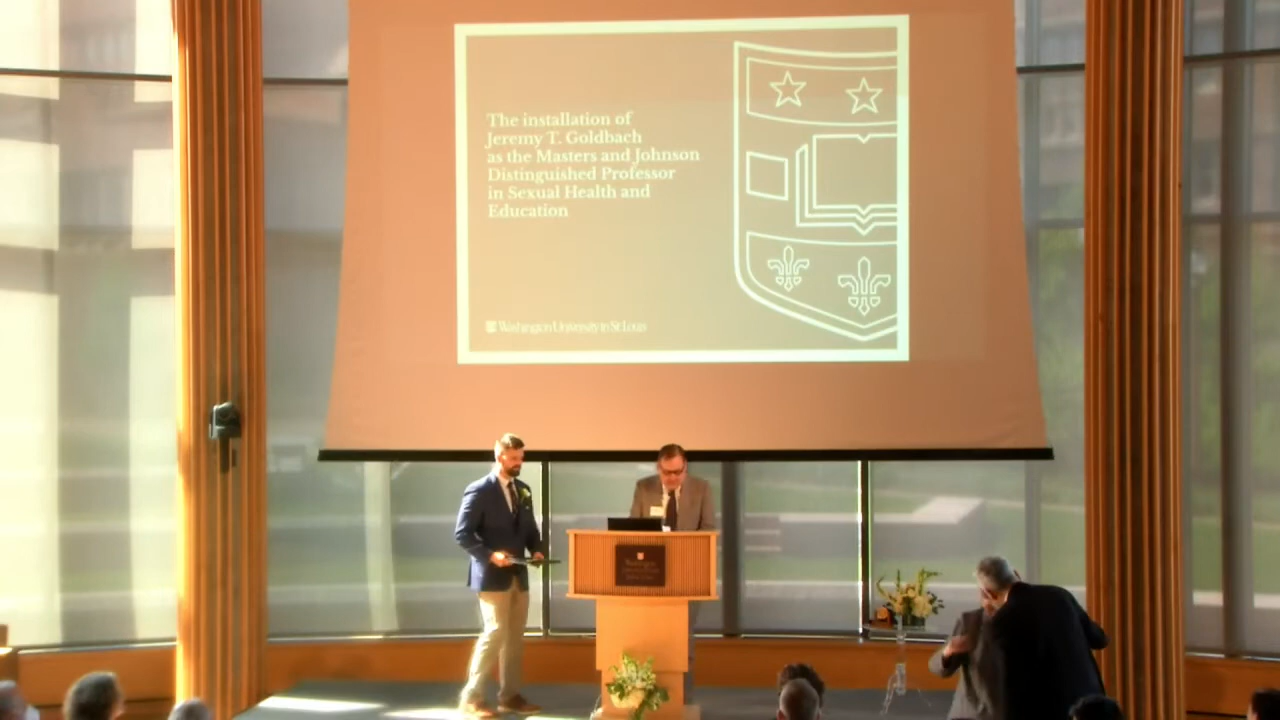 The installation of
Jeremy T. Goldbach
as the Masters and Johnson
Distinguished Professor
in Sexual Health and
Education
Washington University in St. Louis
Washington